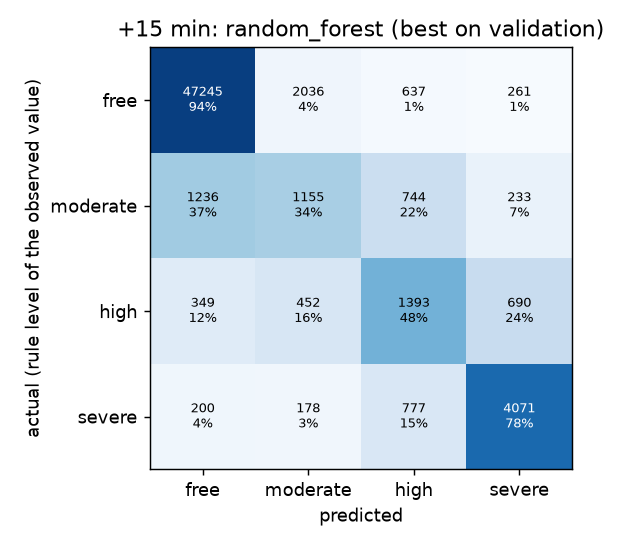 +15 min: random_forest (best on validation)
actual (rule level of the observed value)
free
47245 2036 637 261
94% 4% 1% 1%
moderate
1236 1155 744 233
37% 34% 22% 7%
high
349 452 1393 690
12% 16% 48% 24%
severe
200 178 777 4071
4% 3% 15% 78%
free moderate high severe
predicted